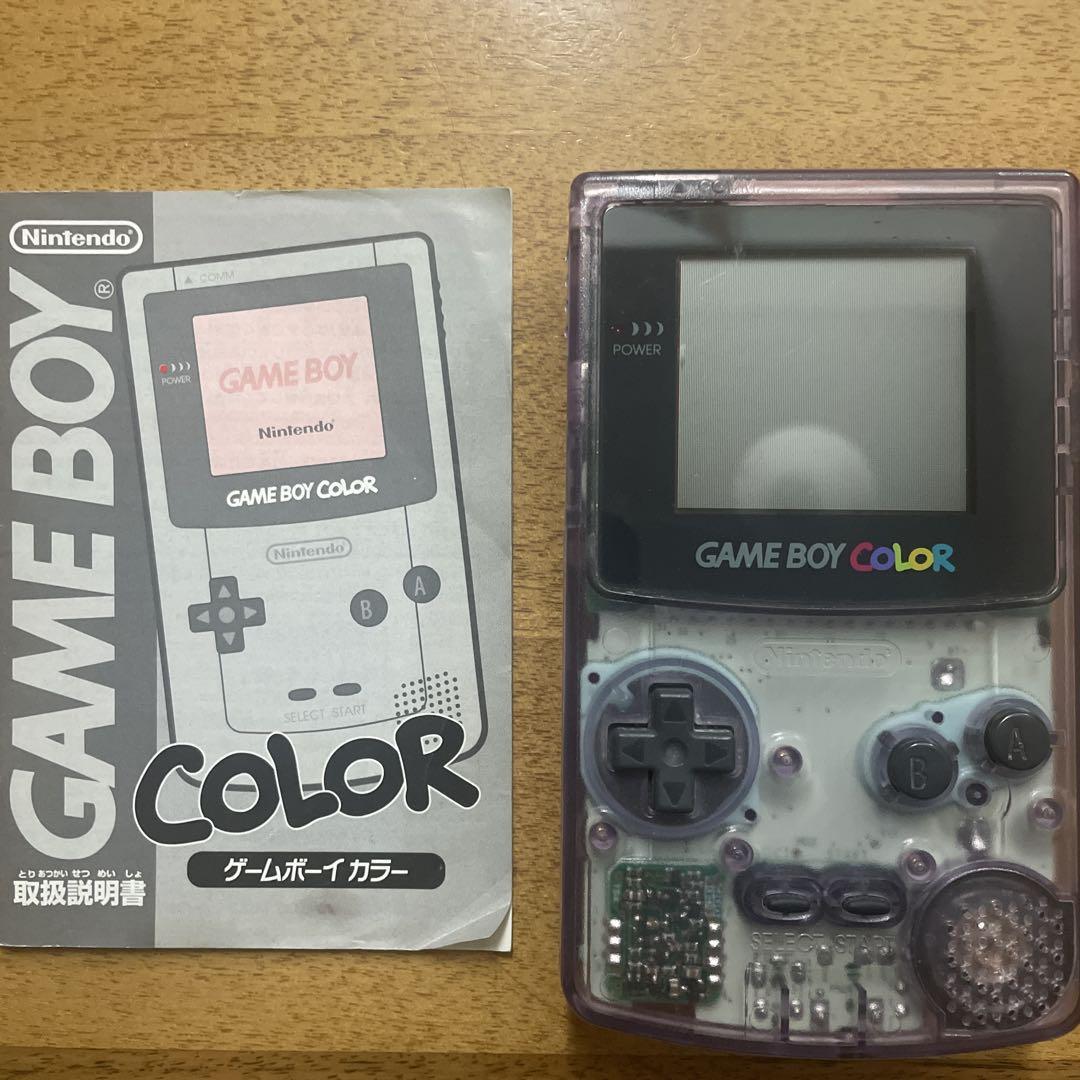 Nintendo®
GAME BOY®
▲ COMM
POWER
GAME BOY
Nintendo®
GAME BOY COLOR
Nintendo®
A
B
SELECT START
COLOR
ゲームボーイ カラー
とりあつかい せつ めい しょ
取扱説明書
POWER
GAME BOY COLOR
Nintendo®
A
B
SELECT START